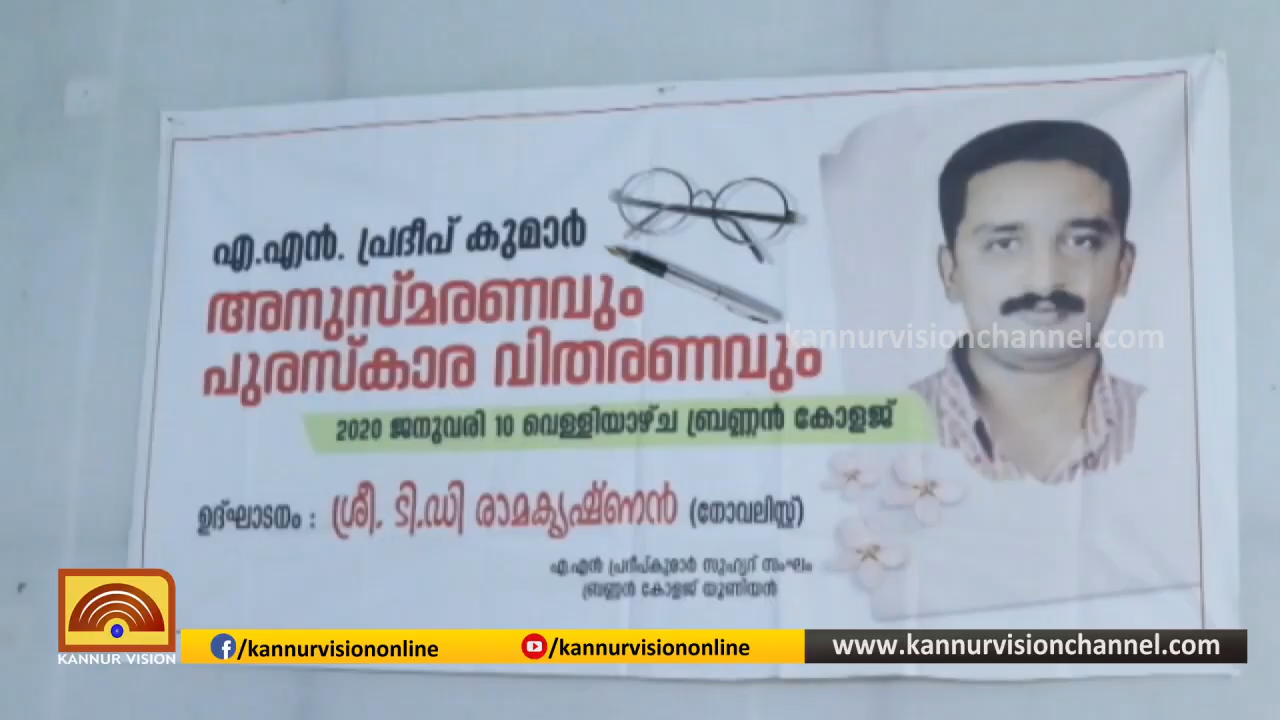 എ.എൻ. പ്രദീപ് കുമാർ
അനുസ്മരണവും
പുരസ്കാര വിതരണവും
2020 ജനുവരി 10 വെള്ളിയാഴ്ച ബ്രണ്ണൻ കോളജ്
ഉദ്ഘാടനം : ശ്രീ. ടി.ഡി രാമകൃഷ്ണൻ (നോവലിസ്റ്റ്)
എ.എൻ പ്രദീപ്കുമാർ സുഹൃദ് സംഘം
ബ്രണ്ണൻ കോളജ് യൂണിയൻ
kannurvisionchannel.com
KANNUR VISION
/kannurvisiononline
/kannurvisiononline
www.kannurvisionchannel.com